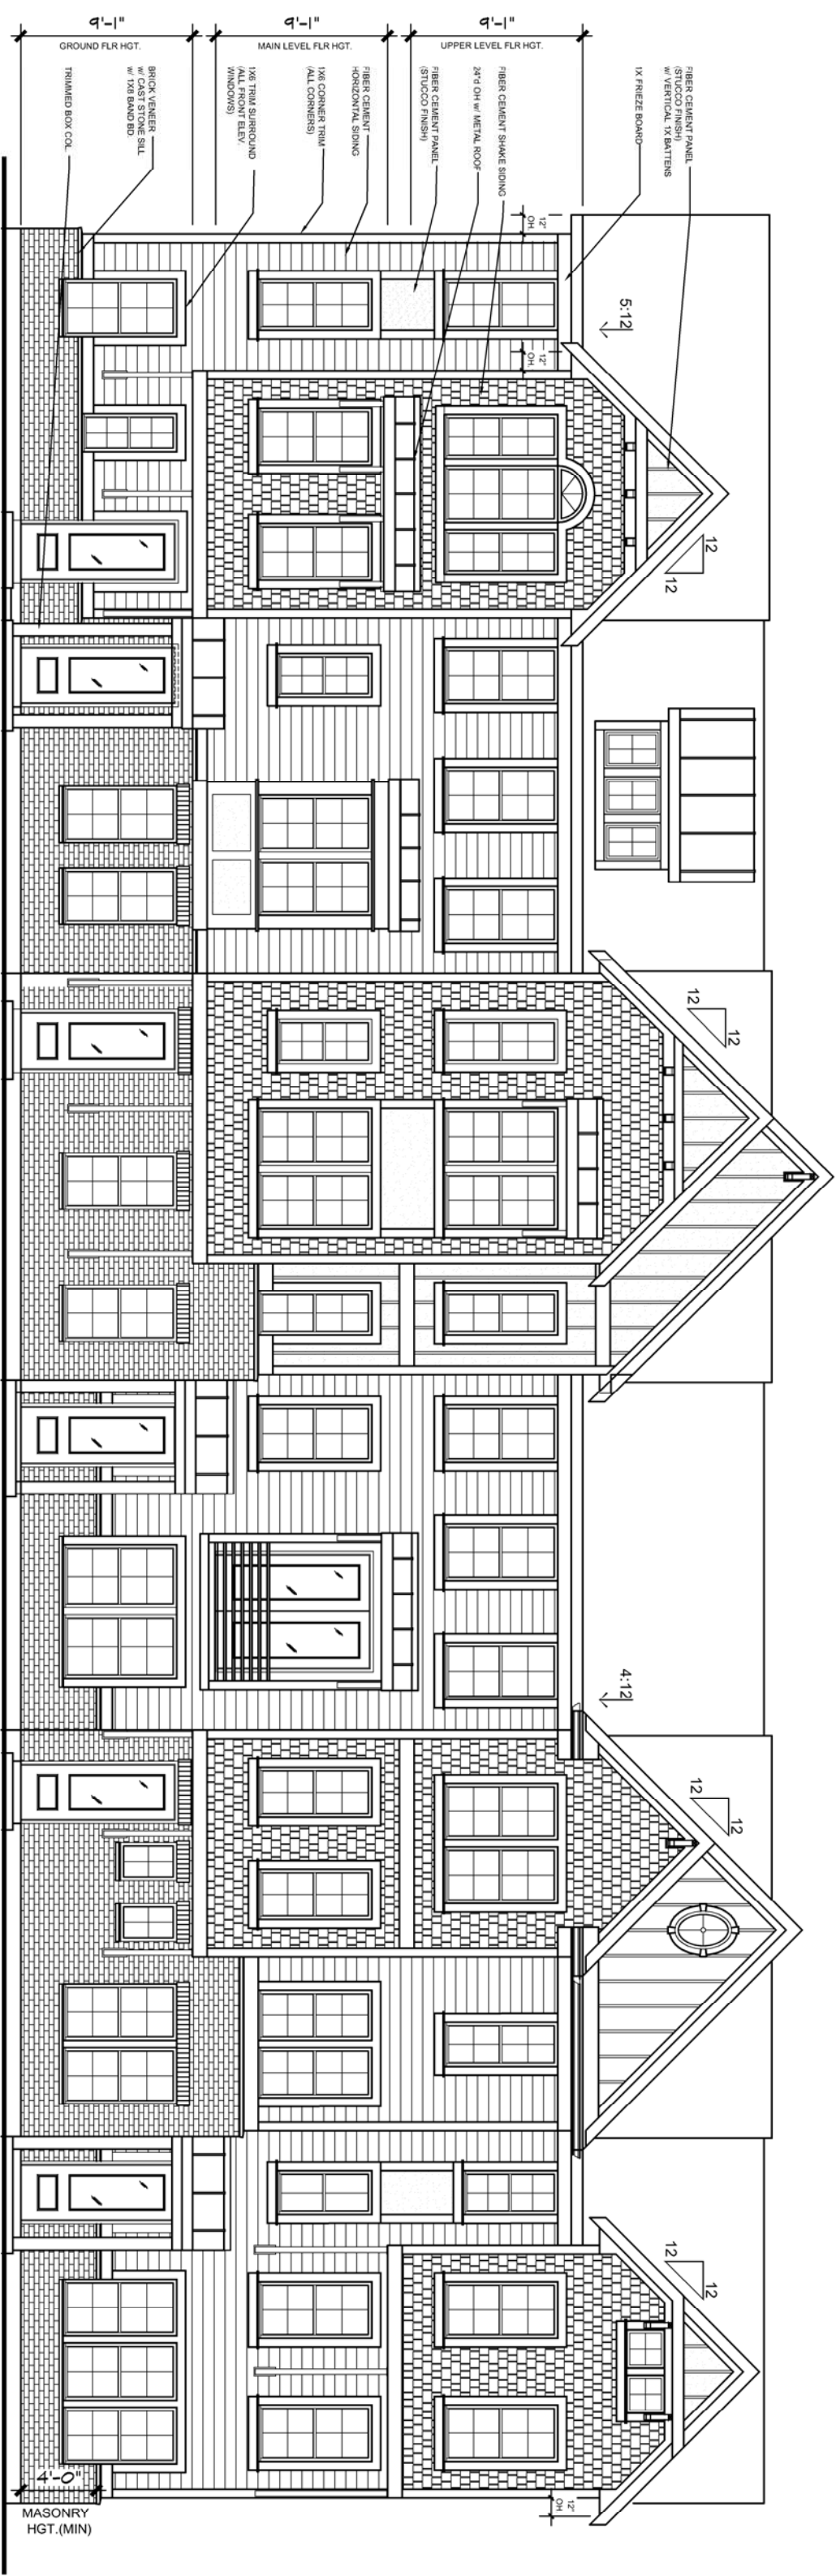 9'-1"
GROUND FLR HGT.
9'-1"
MAIN LEVEL FLR HGT.
9'-1"
UPPER LEVEL FLR HGT.
FIBER CEMENT PANEL
(STUCCO FINISH)
w/ VERTICAL 1X BATTENS
1X FRIEZE BOARD
FIBER CEMENT SHAKE SIDING
24"d OH w/ METAL ROOF
FIBER CEMENT PANEL
(STUCCO FINISH)
FIBER CEMENT
HORIZONTAL SIDING
1X6 CORNER TRIM
(ALL CORNERS)
1X6 TRIM SURROUND
(ALL FRONT ELEV.
WINDOWS)
BRICK VENEER
w/ CAST STONE SILL
w/ 1X8 BAND BD.
TRIMMED BOX COL.
12"
OH
5:12
12"
OH
12
12
12
12
4:12
12
12
12
12
12"
OH
4'-0"
MASONRY
HGT.(MIN)